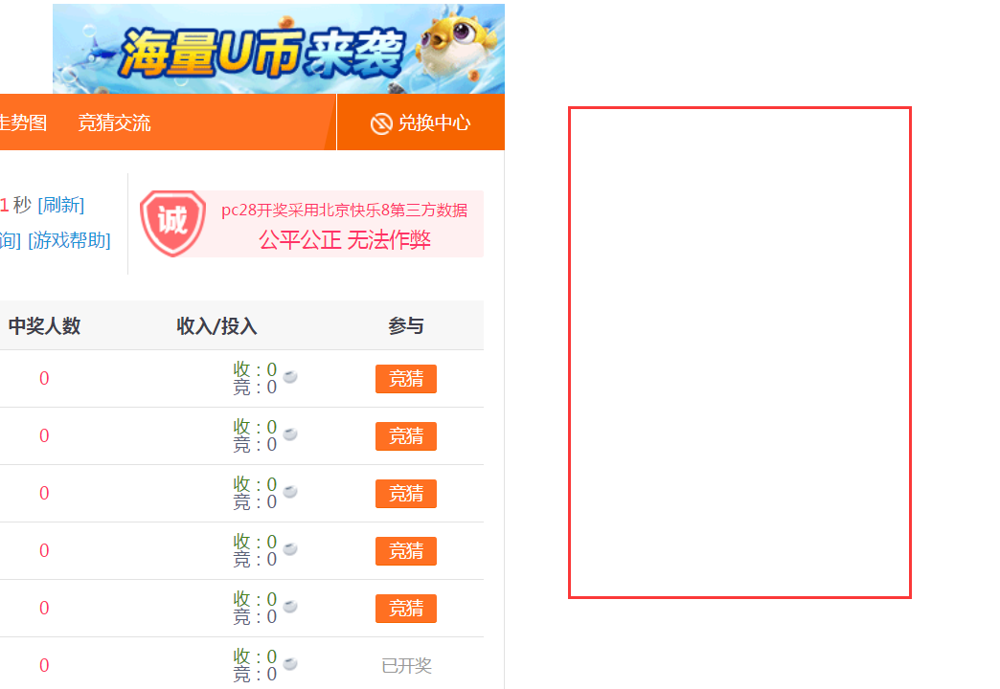 海量U币来袭
走势图 竞猜交流 兑换中心
1 秒 [刷新]
询] [游戏帮助]
诚
pc28开奖采用北京快乐8第三方数据
公平公正 无法作弊
中奖人数 收入/投入 参与
0 收：0 竞猜
竞：0
0 收：0 竞猜
竞：0
0 收：0 竞猜
竞：0
0 收：0 竞猜
竞：0
0 收：0 竞猜
竞：0
0 收：0 已开奖
竞：0